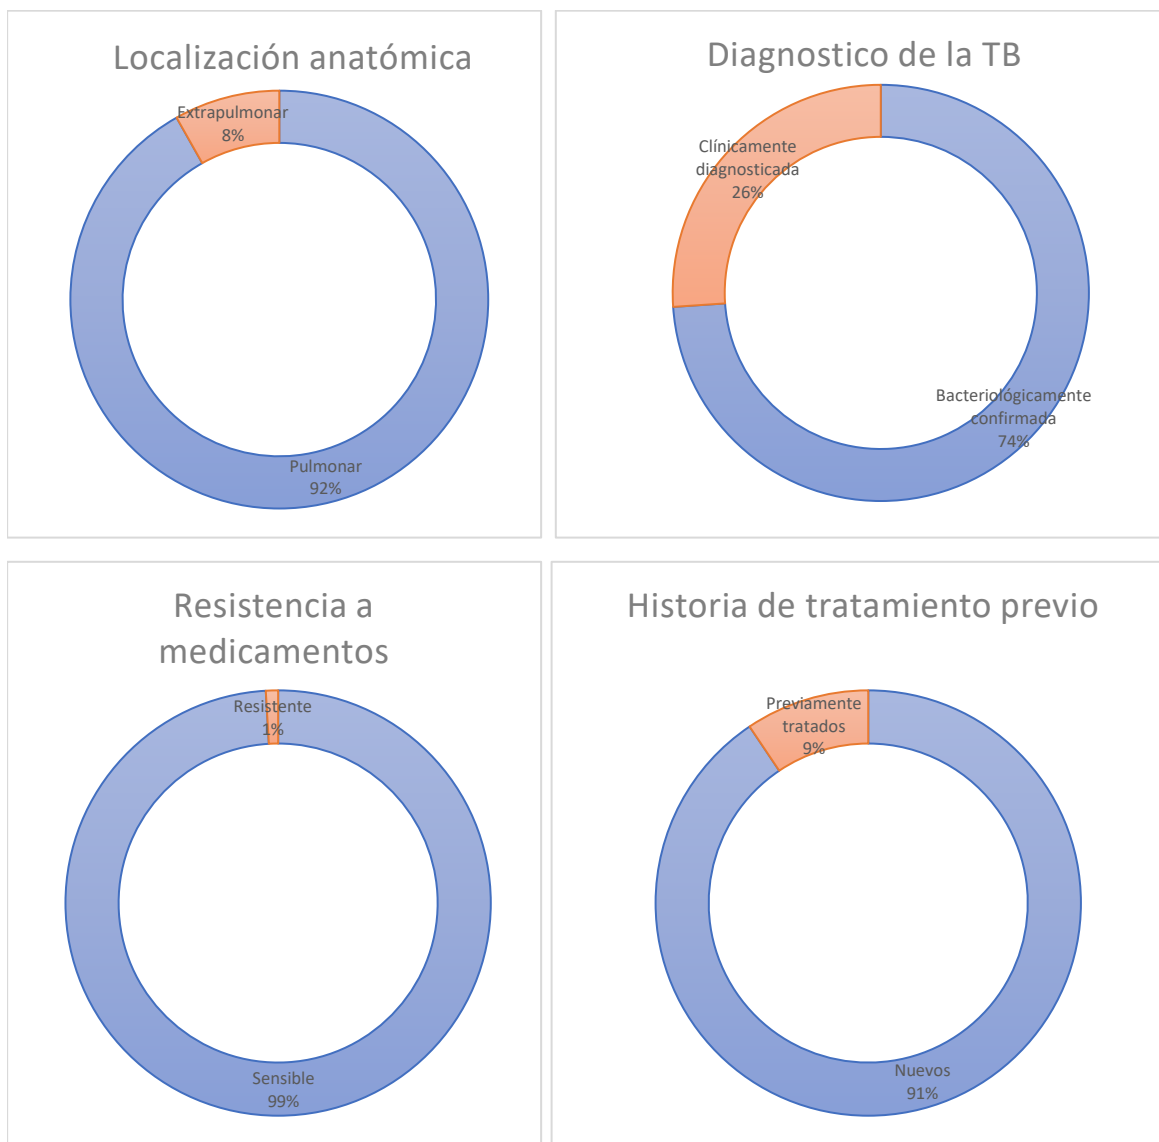 Localización anatómica
Extrapulmonar
8%
Pulmonar
92%
Diagnostico de la TB
Clínicamente
diagnosticada
26%
Bacteriológicamente
confirmada
74%
Resistencia a
medicamentos
Resistente
1%
Sensible
99%
Historia de tratamiento previo
Previamente
tratados
9%
Nuevos
91%